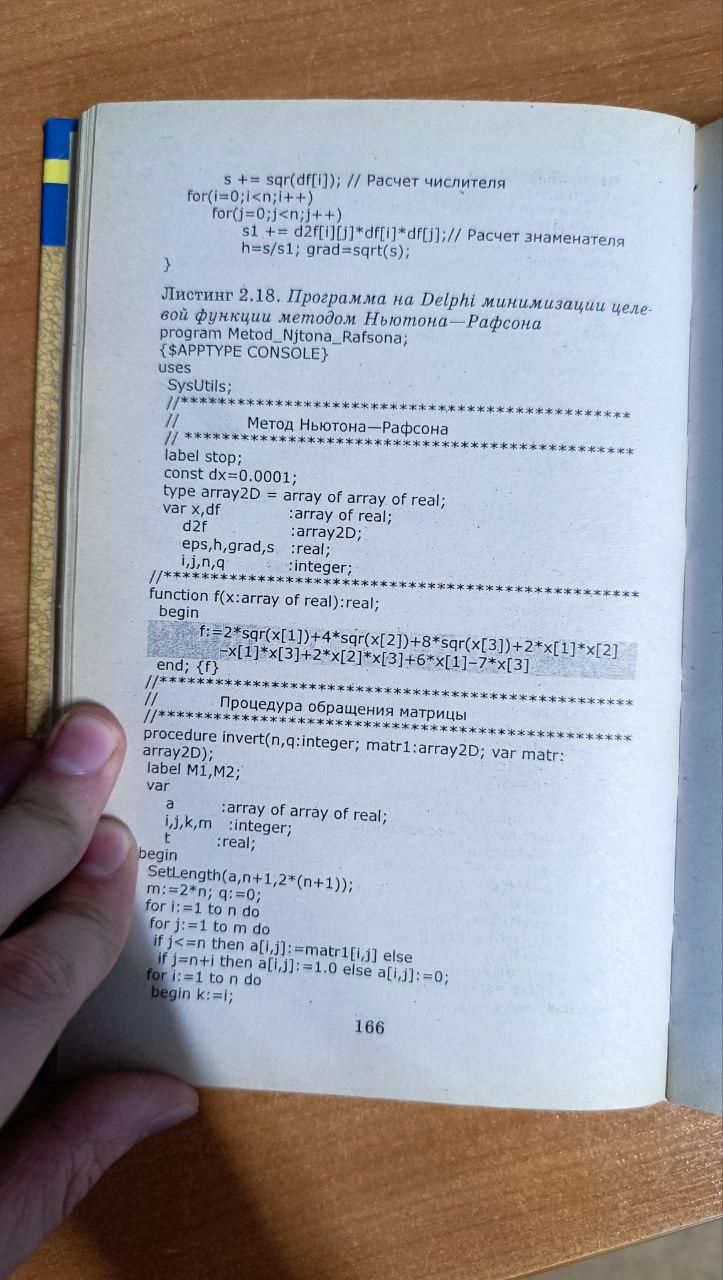 s += sqr(df[i]); // Расчет числителя
for(i=0;i<n;i++)
for(j=0;j<n;j++)
s1 += d2f[i][j]*df[i]*df[j];// Расчет знаменателя
h=s/s1; grad=sqrt(s);
}
Листинг 2.18. Программа на Delphi минимизации целе-
вой функции методом Ньютона—Рафсона
program Metod_Njtona_Rafsona;
{$APPTYPE CONSOLE}
uses
SysUtils;
//************************************************
// Метод Ньютона—Рафсона
// ************************************************
label stop;
const dx=0.0001;
type array2D = array of array of real;
var x,df :array of real;
d2f :array2D;
eps,h,grad,s :real;
i,j,n,q :integer;
//***************************************************
function f(x:array of real):real;
begin
f:=2*sqr(x[1])+4*sqr(x[2])+8*sqr(x[3])+2*x[1]*x[2]
–x[1]*x[3]+2*x[2]*x[3]+6*x[1]–7*x[3]
end; {f}
//***************************************************
// Процедура обращения матрицы
//***************************************************
procedure invert(n,q:integer; matr1:array2D; var matr:
array2D);
label M1,M2;
var
a :array of array of real;
i,j,k,m :integer;
t :real;
begin
SetLength(a,n+1,2*(n+1));
m:=2*n; q:=0;
for i:=1 to n do
for j:=1 to m do
if j<=n then a[i,j]:=matr1[i,j] else
if j=n+i then a[i,j]:=1.0 else a[i,j]:=0;
for i:=1 to n do
begin k:=i;
166